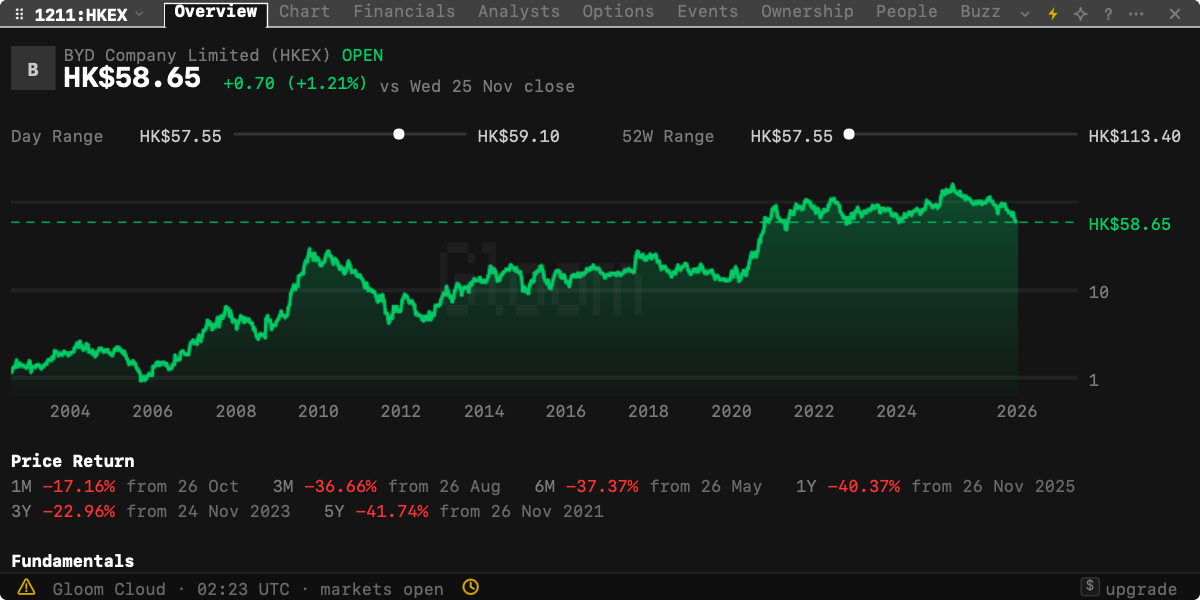 1211:HKEX Overview Chart Financials Analysts Options Events Ownership People Buzz ? ···
B
BYD Company Limited (HKEX) OPEN
HK$58.65 +0.70 (+1.21%) vs Wed 25 Nov close
Day Range HK$57.55 HK$59.10 52W Range HK$57.55 HK$113.40
Gloom
HK$58.65
10
1
2004 2006 2008 2010 2012 2014 2016 2018 2020 2022 2024 2026
Price Return
1M −17.16% from 26 Oct 3M −36.66% from 26 Aug 6M −37.37% from 26 May 1Y −40.37% from 26 Nov 2025
3Y −22.96% from 24 Nov 2023 5Y −41.74% from 26 Nov 2021
Fundamentals
Gloom Cloud · 02:23 UTC · markets open $ upgrade